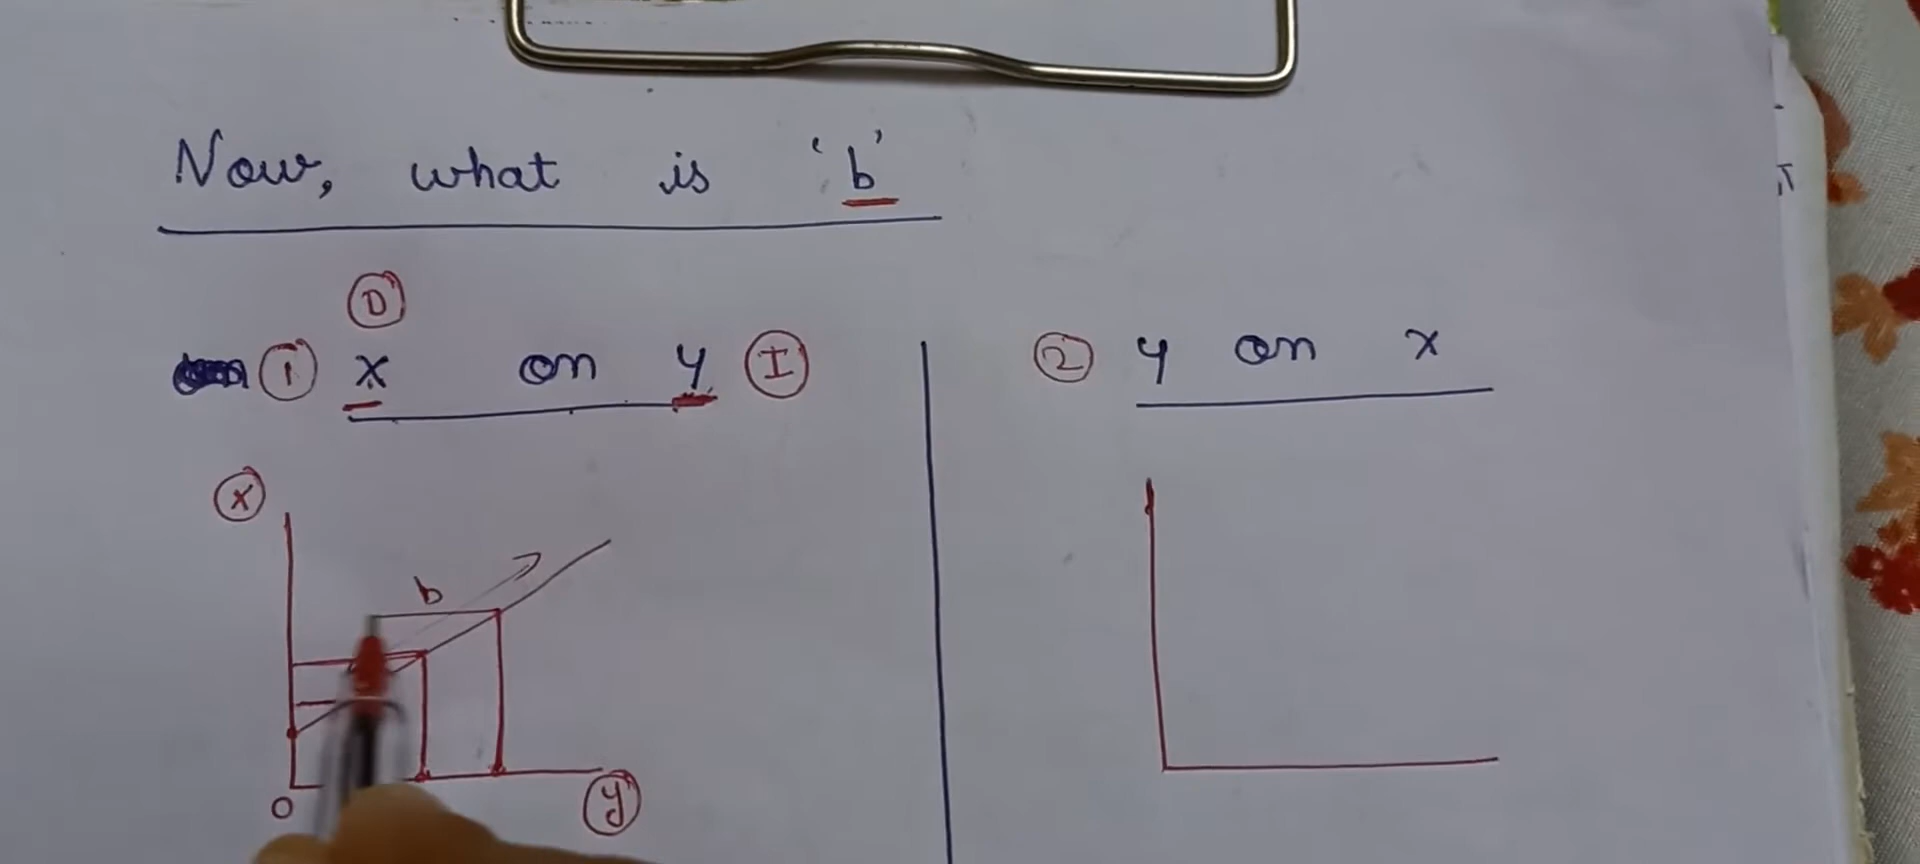 Now, what is 'b'
D
1 x on y I
2 y on x
X
b
O
y